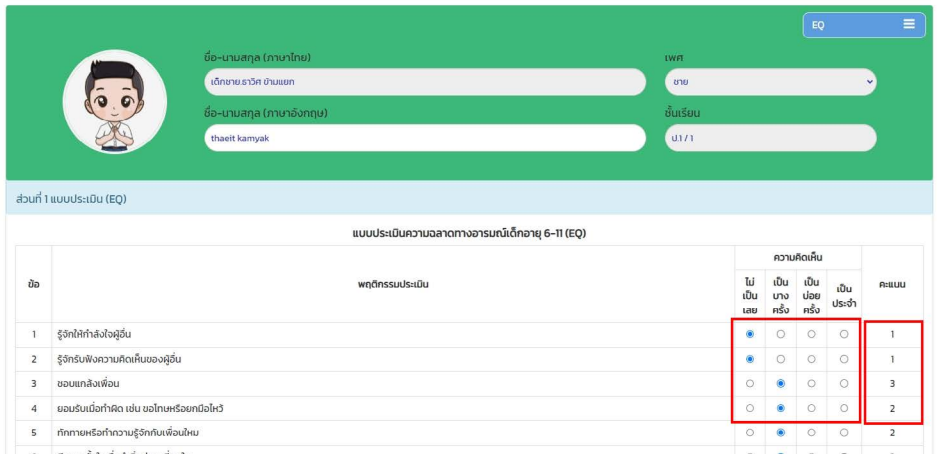 EQ
ชื่อ-นามสกุล (ภาษาไทย)
เพศ
เด็กชาย.ธาวิศ ข้ามแยก
ชาย
ชื่อ-นามสกุล (ภาษาอังกฤษ)
ชั้นเรียน
thaeit kamyak
ป.1 / 1
ส่วนที่ 1 แบบประเมิน (EQ)
แบบประเมินความฉลาดทางอารมณ์เด็กอายุ 6-11 (EQ)
ข้อ
พฤติกรรมประเมิน
ความคิดเห็น
คะแนน
ไม่เป็นเลย
เป็นบางครั้ง
เป็นบ่อยครั้ง
เป็นประจำ
1 รู้จักให้กำลังใจผู้อื่น 1
2 รู้จักรับฟังความคิดเห็นของผู้อื่น 1
3 ชอบแกล้งเพื่อน 3
4 ยอมรับเมื่อทำผิด เช่น ขอโทษหรือยกมือไหว้ 2
5 ทักทายหรือทำความรู้จักกับเพื่อนใหม่ 2